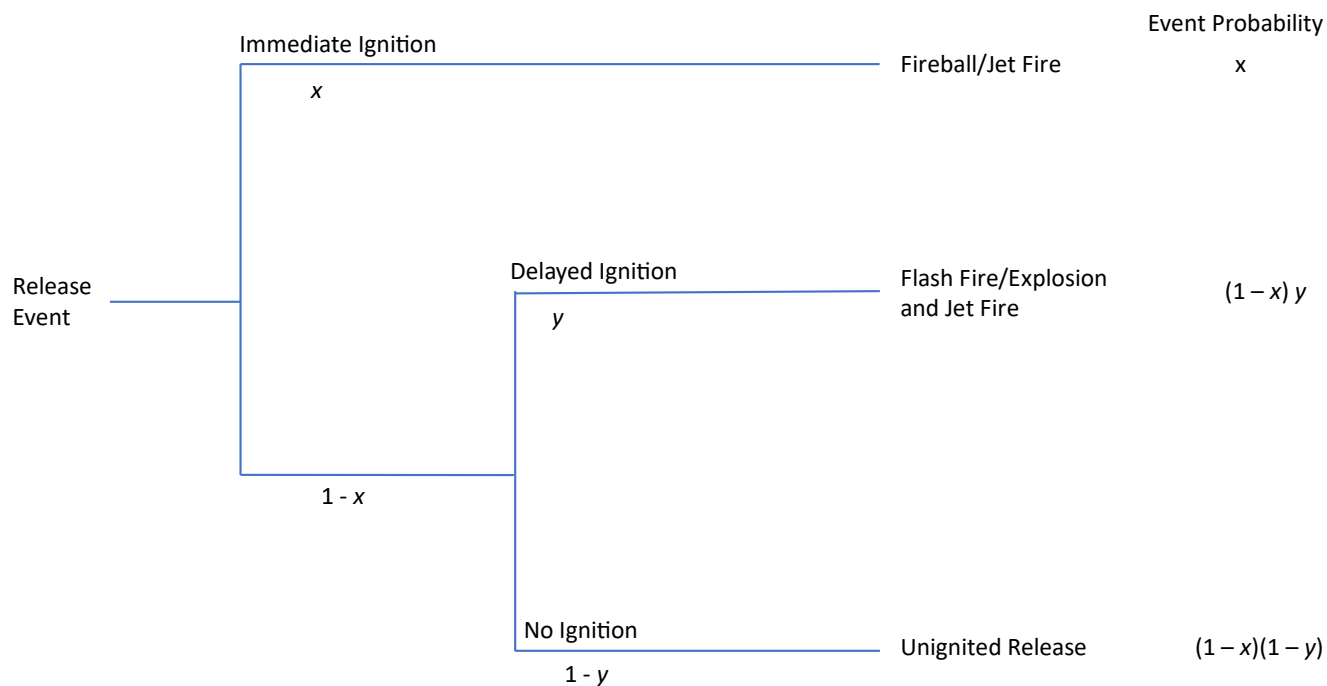 Event Probability
Immediate Ignition
x
Fireball/Jet Fire
x
Release
Event
Delayed Ignition
y
Flash Fire/Explosion
and Jet Fire
(1 – x) y
1 - x
No Ignition
1 - y
Unignited Release
(1 – x)(1 – y)